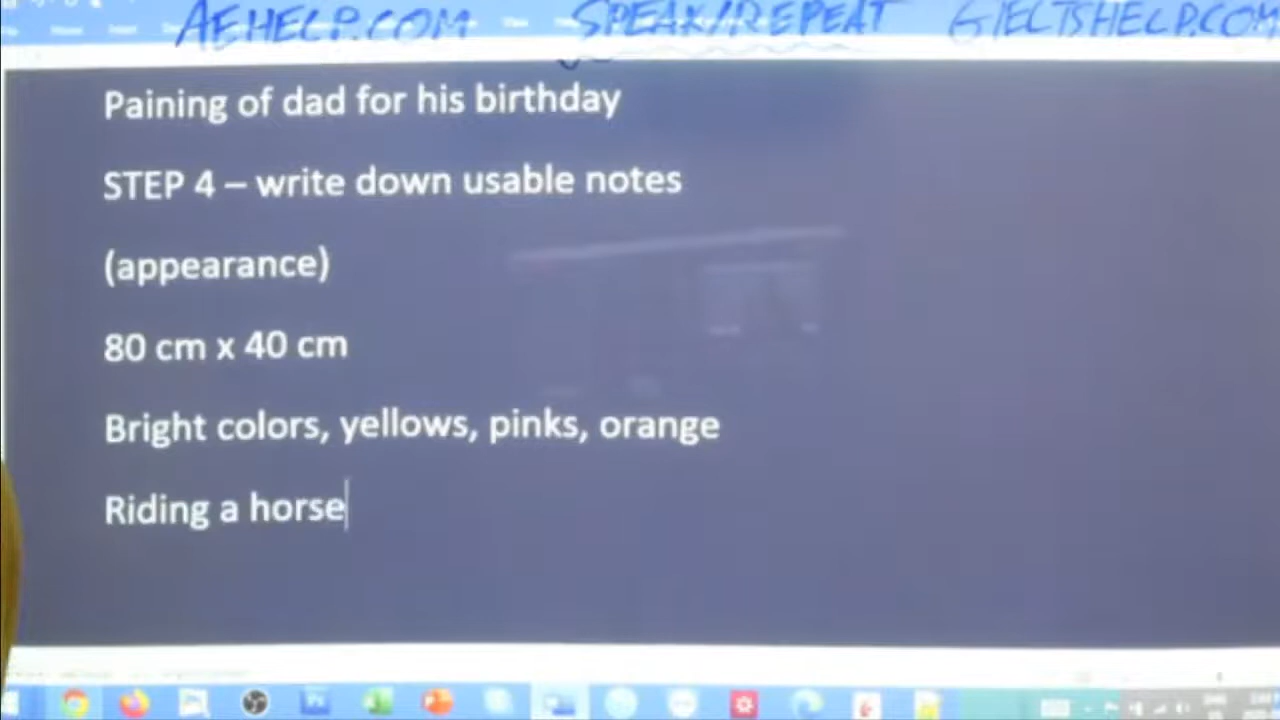 AEHELP.COM SPEAK/REPEAT GIELTSHELP.COM
Paining of dad for his birthday
STEP 4 – write down usable notes
(appearance)
80 cm x 40 cm
Bright colors, yellows, pinks, orange
Riding a horse